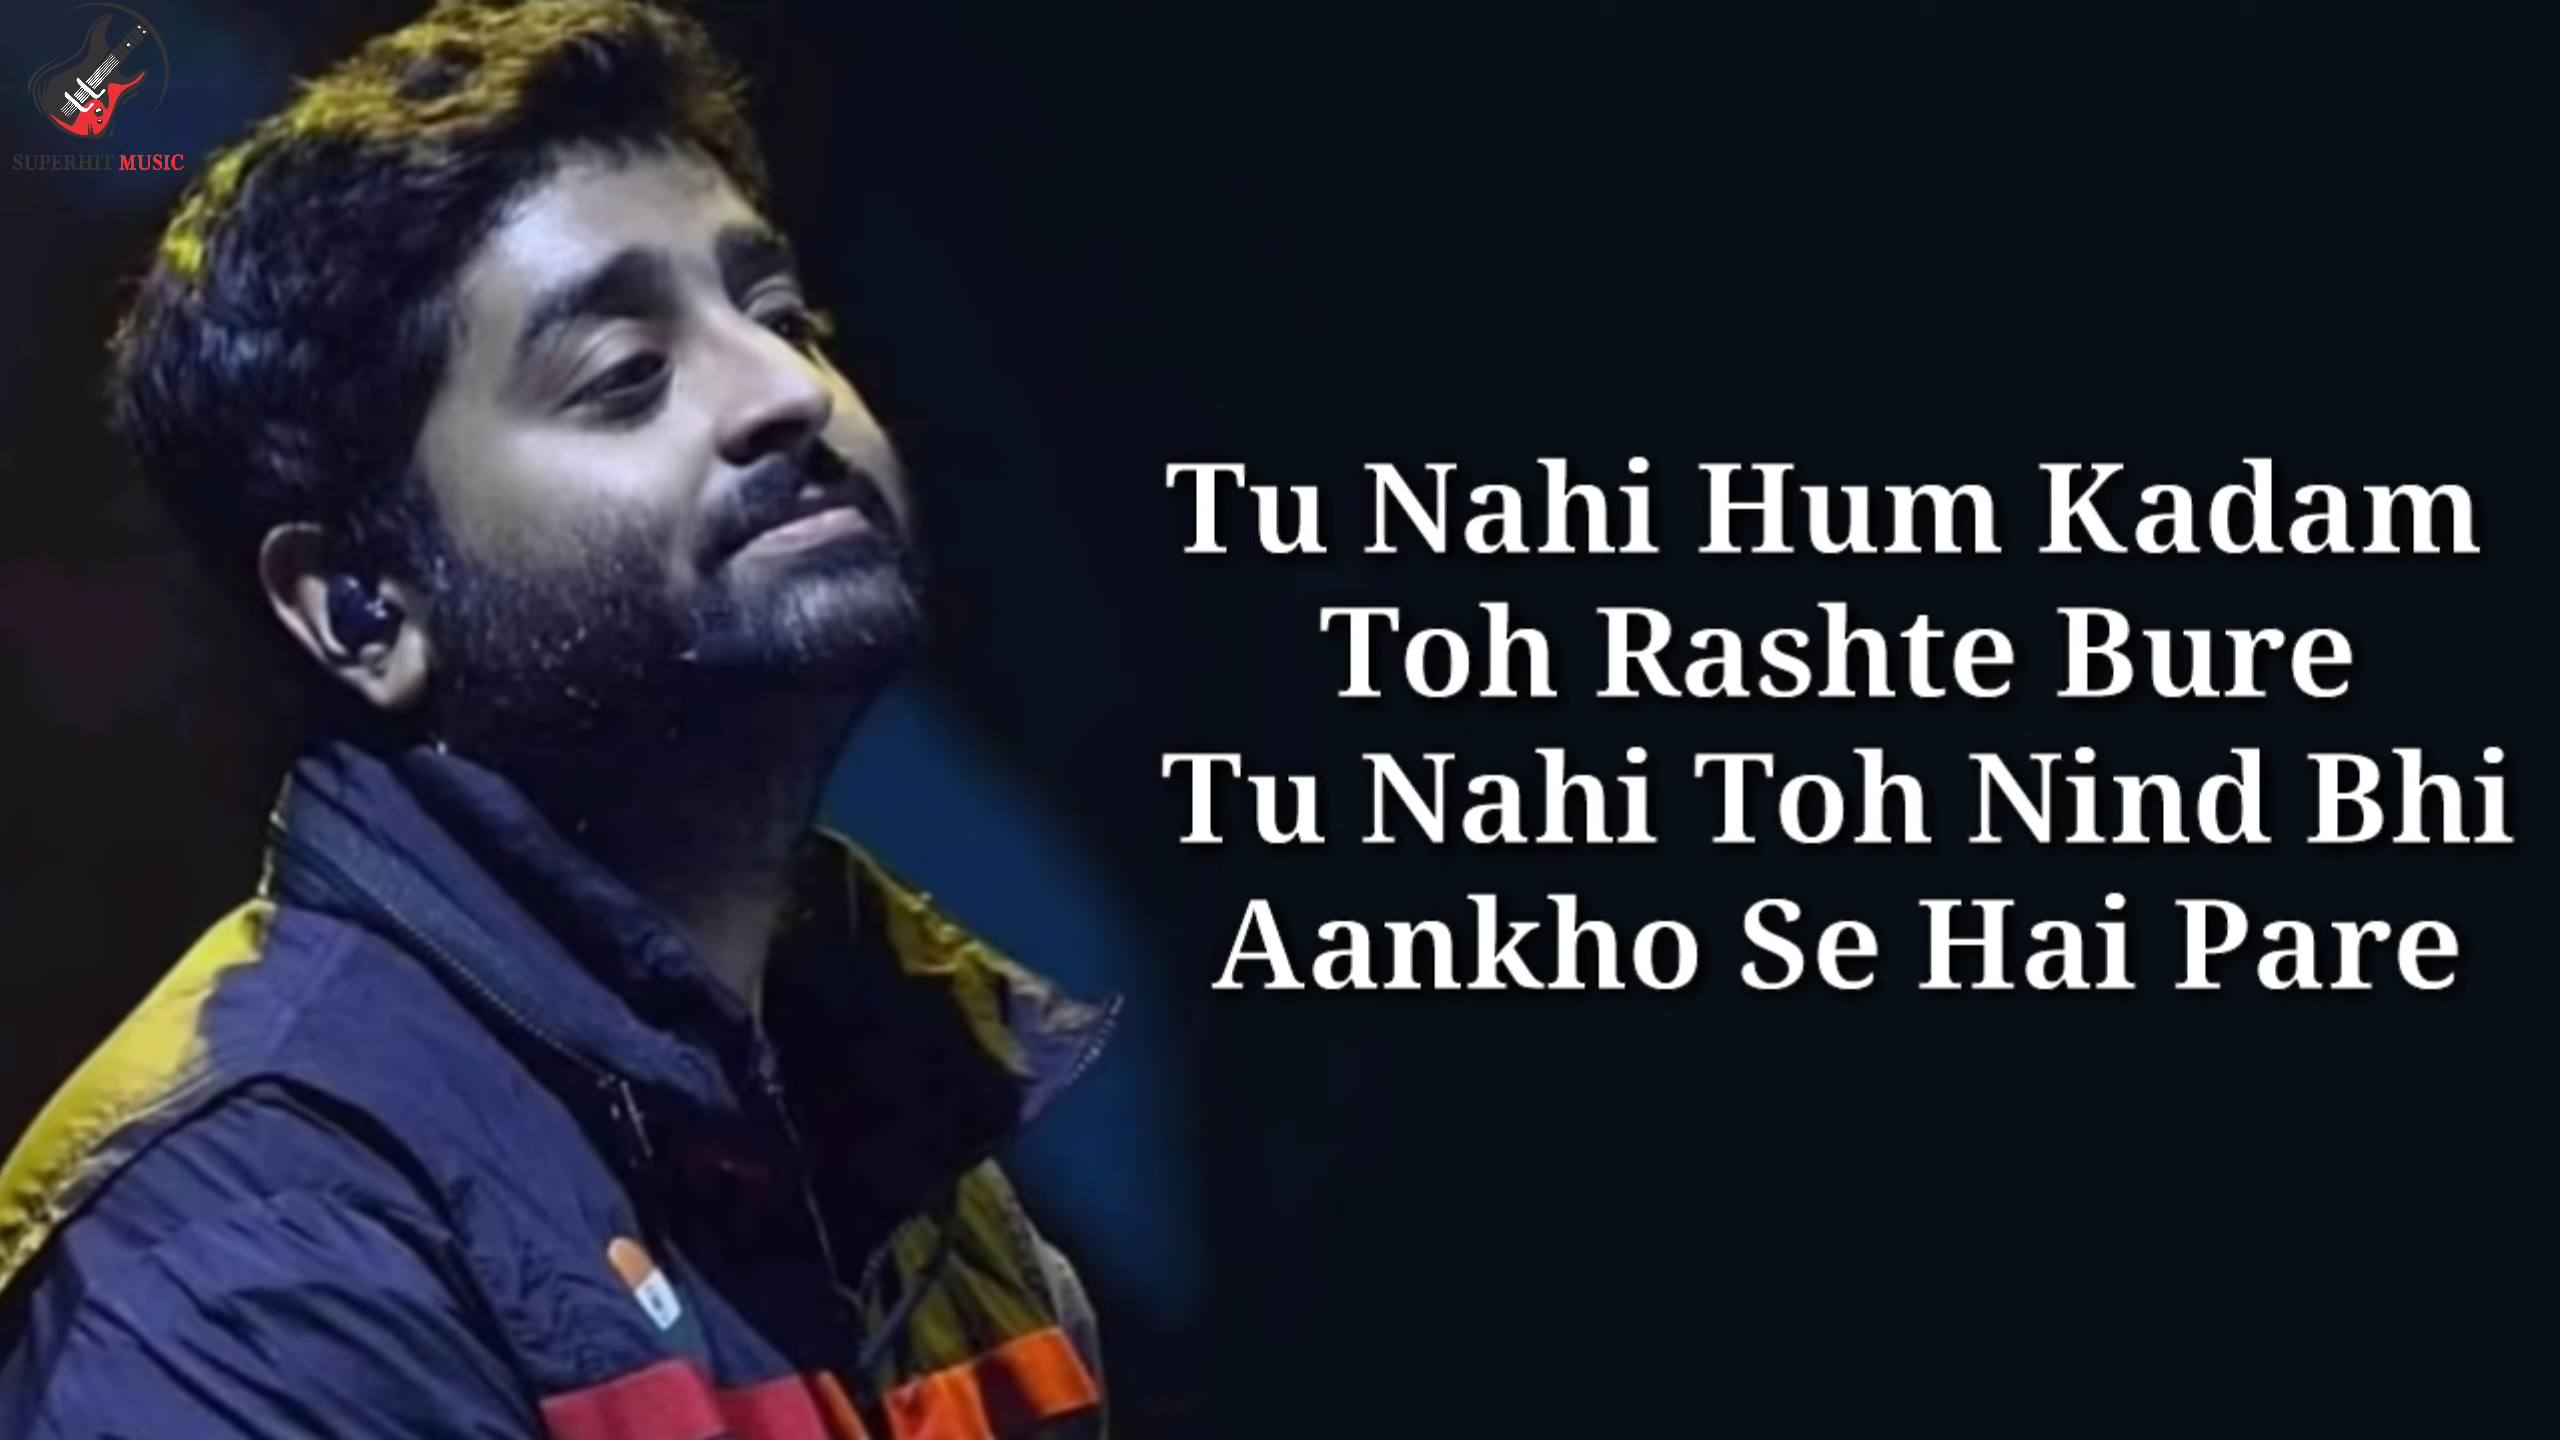 SUPERHIT MUSIC
Tu Nahi Hum Kadam
Toh Rashte Bure
Tu Nahi Toh Nind Bhi
Aankho Se Hai Pare